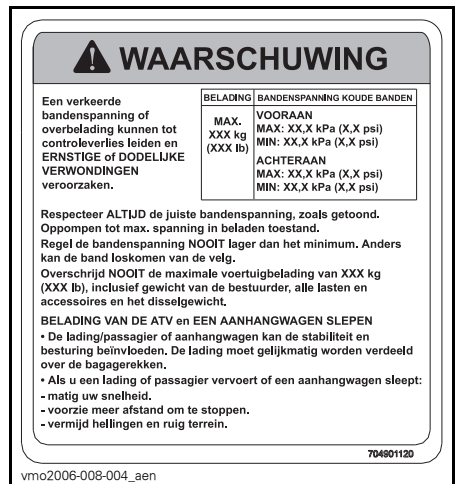 WAARSCHUWING
Een verkeerde
bandenspanning of
overbelading kunnen tot
controleverlies leiden en
ERNSTIGE of DODELIJKE
VERWONDINGEN
veroorzaken.
BELADING BANDENSPANNING KOUDE BANDEN
MAX.
XXX kg
(XXX lb)
VOORAAN
MAX: XX,X kPa (X,X psi)
MIN: XX,X kPa (X,X psi)
ACHTERAAN
MAX: XX,X kPa (X,X psi)
MIN: XX,X kPa (X,X psi)
Respecteer ALTIJD de juiste bandenspanning, zoals getoond.
Oppompen tot max. spanning in beladen toestand.
Regel de bandenspanning NOOIT lager dan het minimum. Anders
kan de band loskomen van de velg.
Overschrijd NOOIT de maximale voertuigbelading van XXX kg
(XXX lb), inclusief gewicht van de bestuurder, alle lasten en
accessoires en het disselgewicht.
BELADING VAN DE ATV en EEN AANHANGWAGEN SLEPEN
• De lading/passagier of aanhangwagen kan de stabiliteit en
besturing beïnvloeden. De lading moet gelijkmatig worden verdeeld
over de bagagerekken.
• Als u een lading of passagier vervoert of een aanhangwagen sleept:
- matig uw snelheid.
- voorzie meer afstand om te stoppen.
- vermijd hellingen en ruig terrein.
704901120
vmo2006-008-004_aen